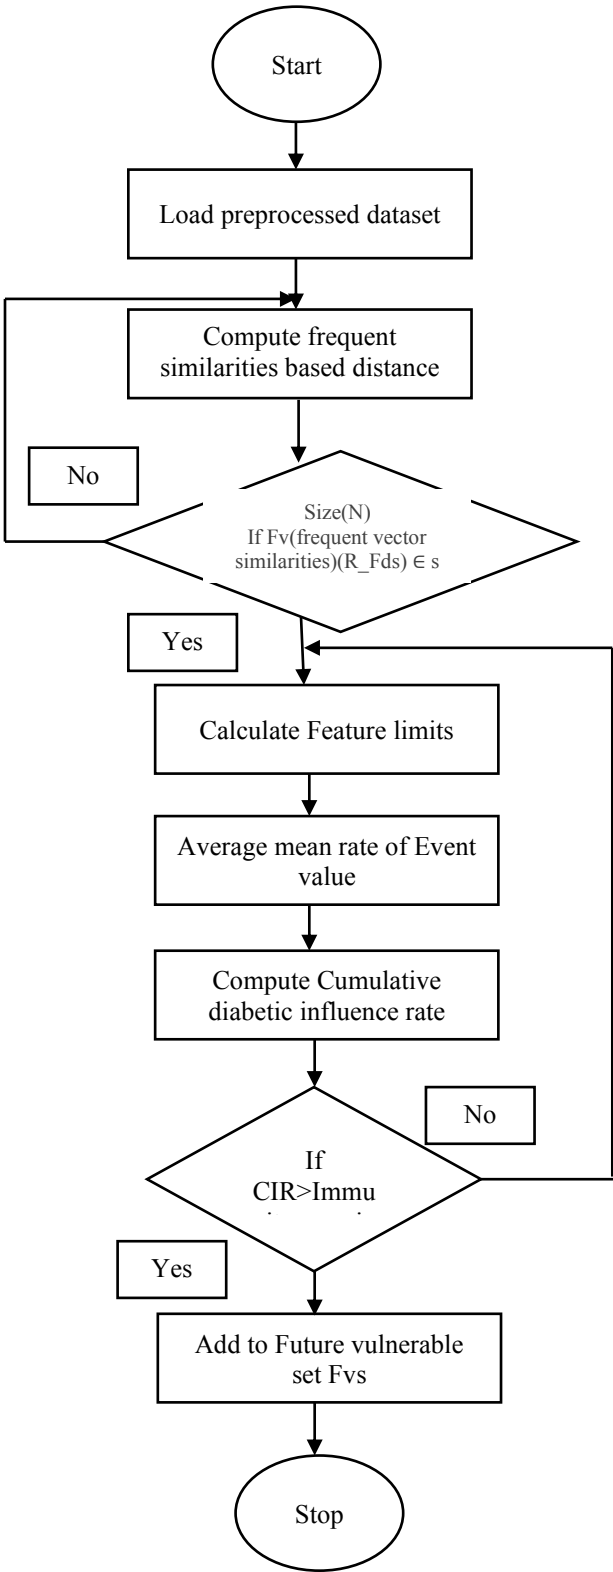 Start
Load preprocessed dataset
Compute frequent
similarities based distance
No
Size(N)
If Fv(frequent vector
similarities)(R_Fds) ∈ s
Yes
Calculate Feature limits
Average mean rate of Event
value
Compute Cumulative
diabetic influence rate
No
If
CIR>Immu
Yes
Add to Future vulnerable
set Fvs
Stop